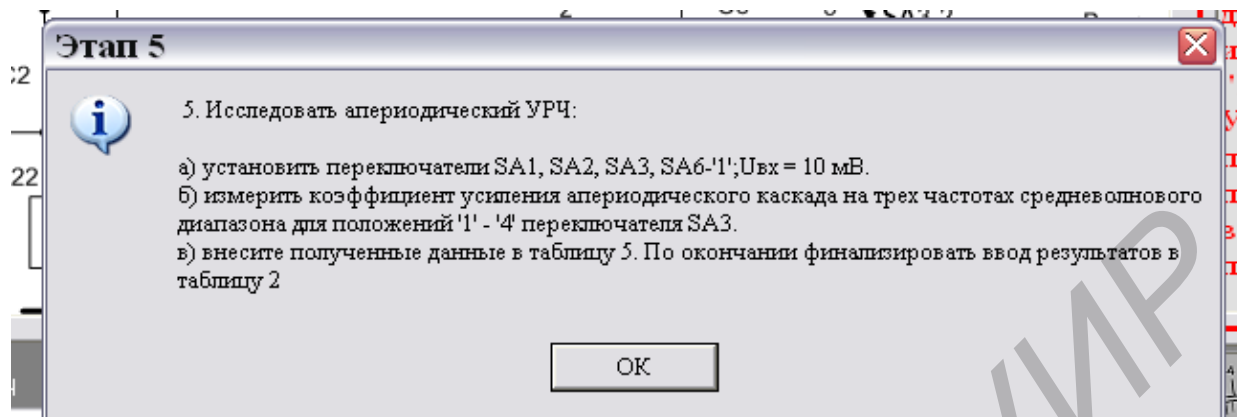 Этап 5
C2
22
5. Исследовать апериодический УРЧ:
а) установить переключатели SA1, SA2, SA3, SA6-'1';Uвх = 10 мВ.
б) измерить коэффициент усиления апериодического каскада на трех частотах средневолнового
диапазона для положений '1' - '4' переключателя SA3.
в) внесите полученные данные в таблицу 5. По окончании финализировать ввод результатов в
таблицу 2
OK